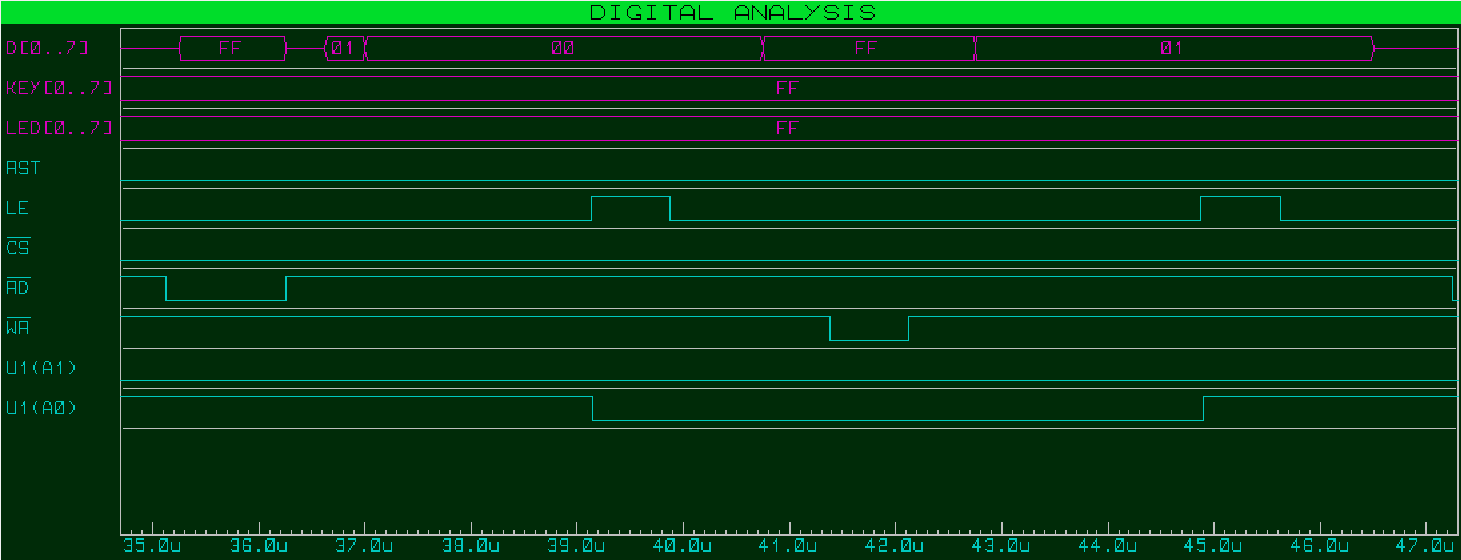 DIGITAL ANALYSIS
D[0..7] FF 01 00 FF 01
KEY[0..7] FF
LED[0..7] FF
RST
LE
CS
RD
WR
U1(A1)
U1(A0)
35.0u 36.0u 37.0u 38.0u 39.0u 40.0u 41.0u 42.0u 43.0u 44.0u 45.0u 46.0u 47.0u